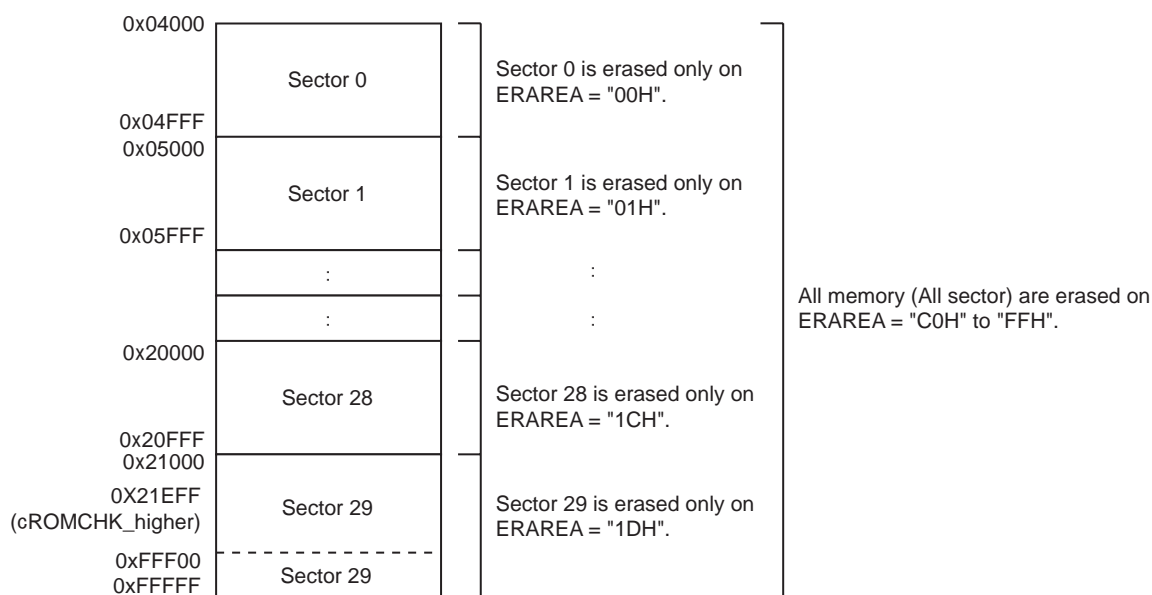 0x04000
Sector 0
Sector 0 is erased only on
ERAREA = "00H".
0x04FFF
0x05000
Sector 1
Sector 1 is erased only on
ERAREA = "01H".
0x05FFF
:
:
:
:
All memory (All sector) are erased on
ERAREA = "C0H" to "FFH".
0x20000
Sector 28
Sector 28 is erased only on
ERAREA = "1CH".
0x20FFF
0x21000
0X21EFF
(cROMCHK_higher)
Sector 29
Sector 29 is erased only on
ERAREA = "1DH".
0xFFF00
0xFFFFF
Sector 29